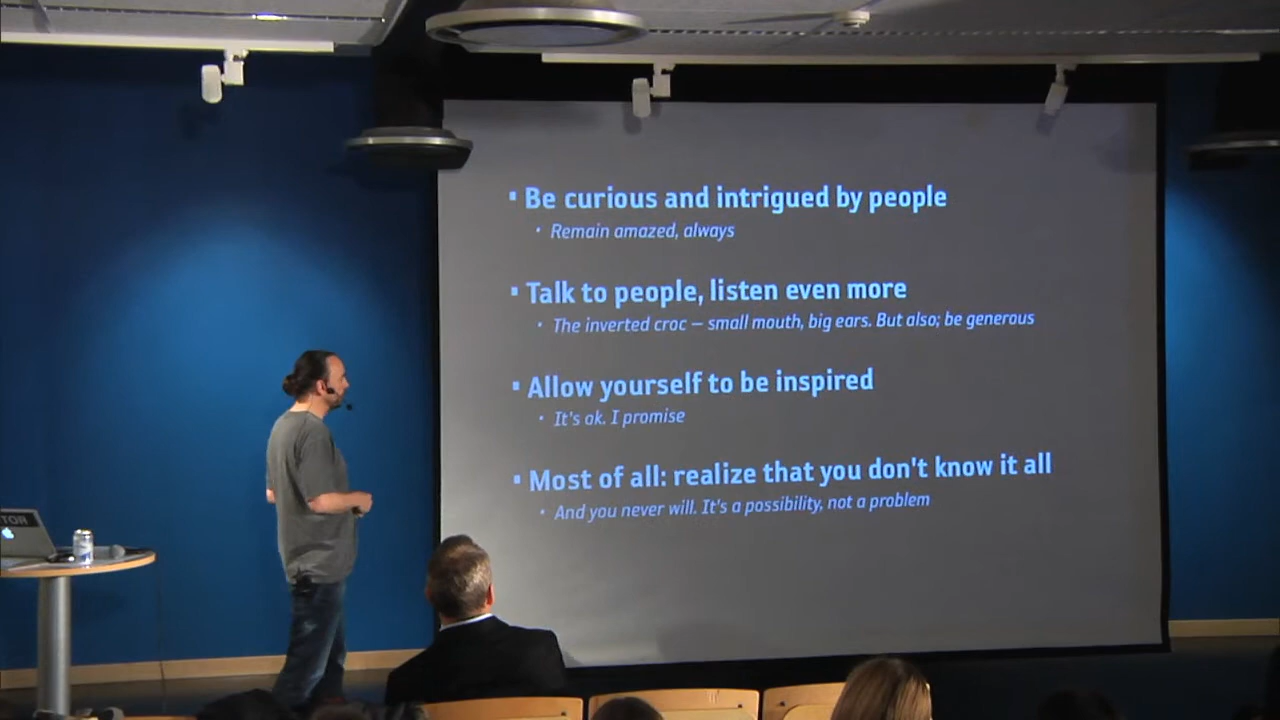 Be curious and intrigued by people
Remain amazed, always
Talk to people, listen even more
The inverted croc – small mouth, big ears. But also; be generous
Allow yourself to be inspired
It's ok. I promise
Most of all: realize that you don't know it all
And you never will. It's a possibility, not a problem
TOR